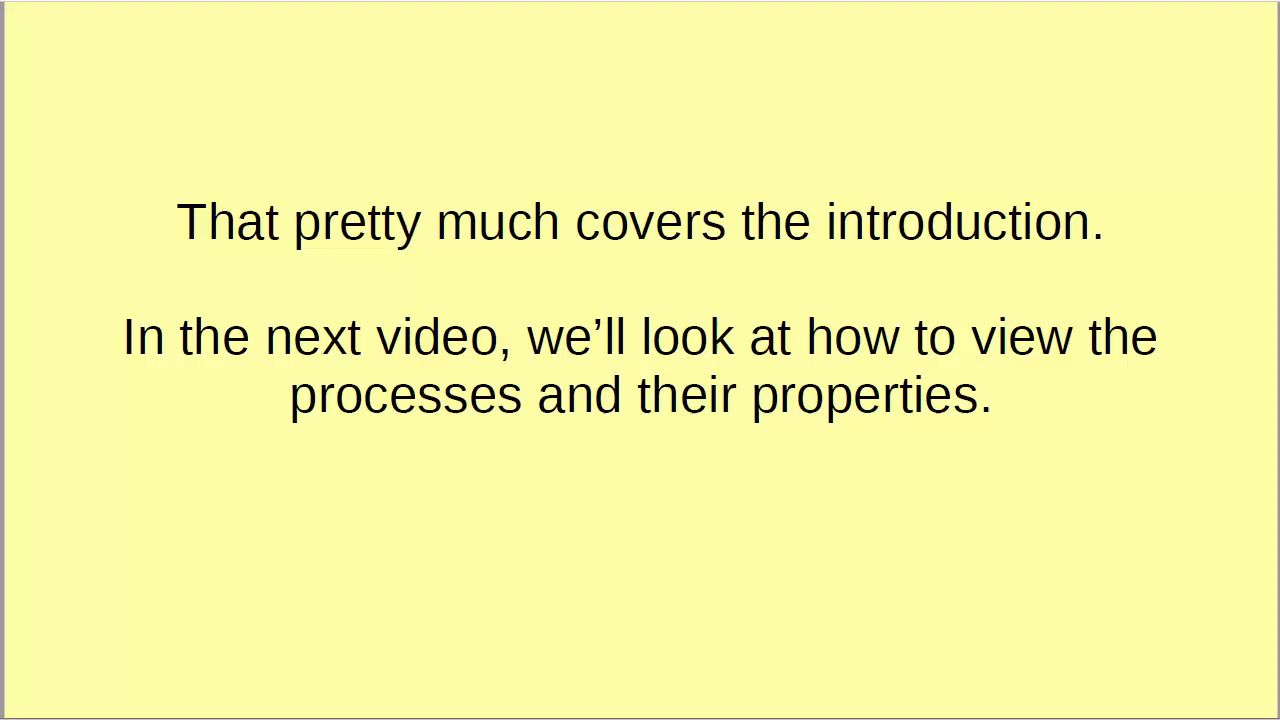 That pretty much covers the introduction.
In the next video, we’ll look at how to view the
processes and their properties.